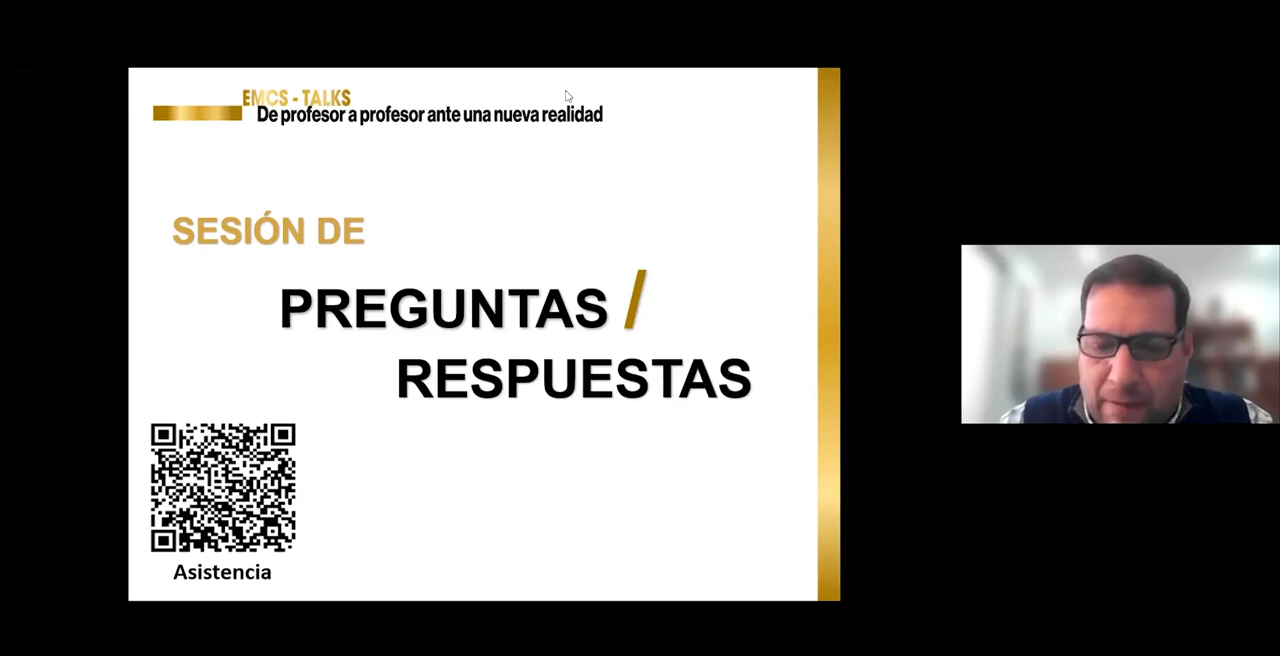 EMCS - TALKS
De profesor a profesor ante una nueva realidad
SESIÓN DE
PREGUNTAS /
RESPUESTAS
Asistencia